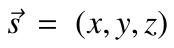 s⃗ = (x, y, z)